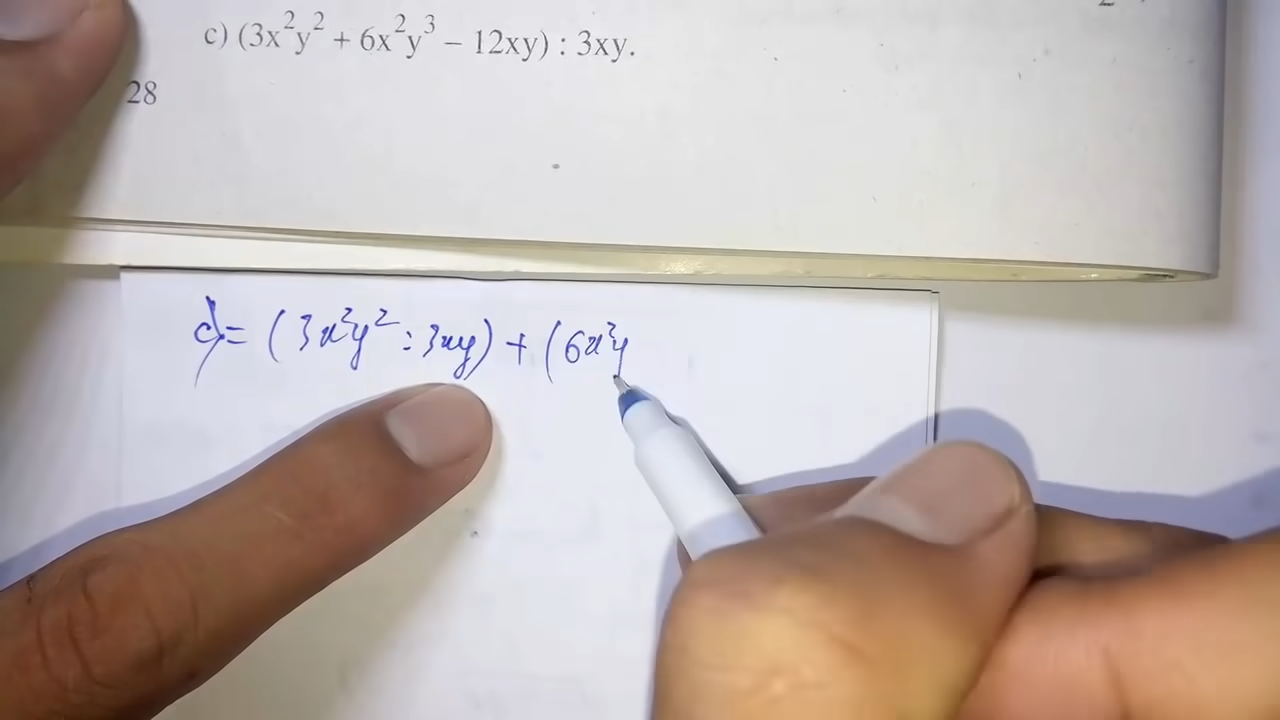 c) (3x²y² + 6x²y³ – 12xy) : 3xy.
28
c) = (3x²y² : 3xy) + (6x²y